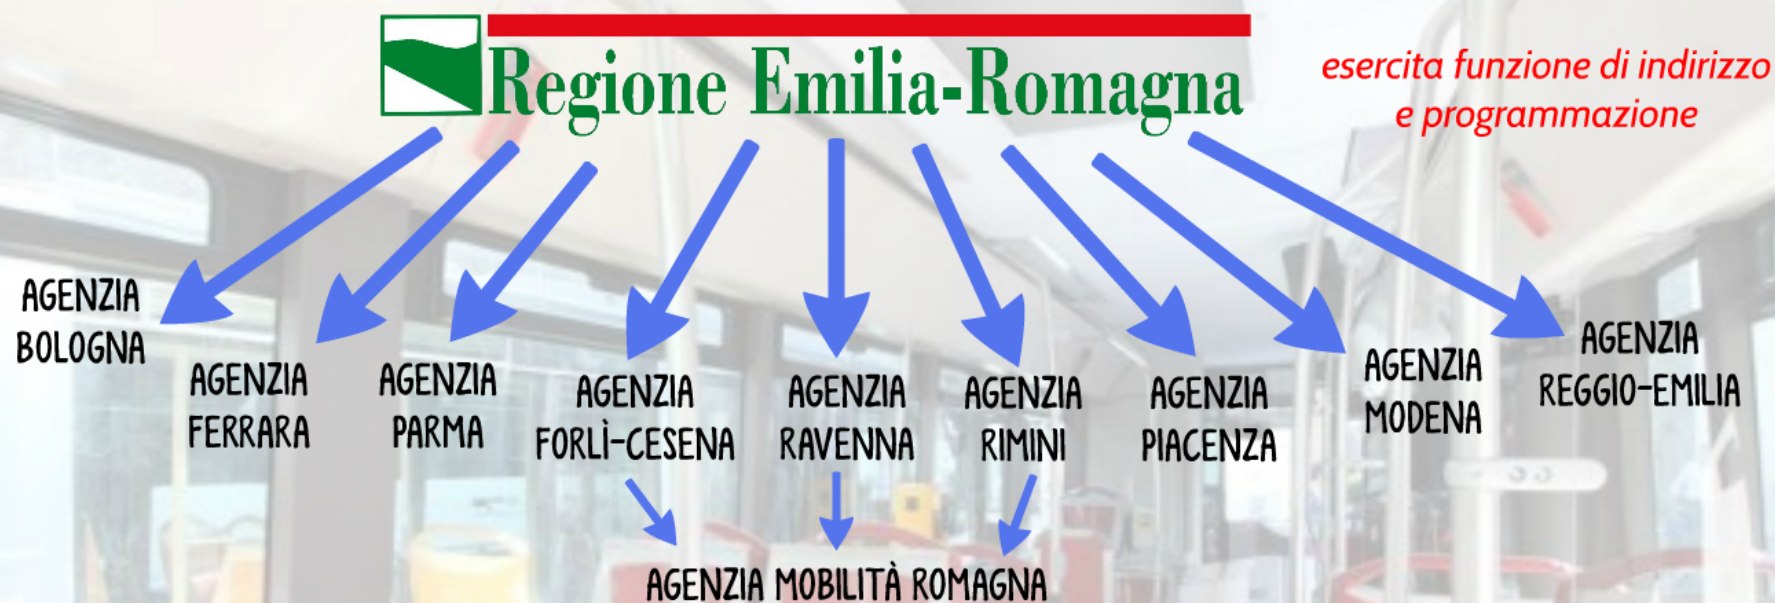 Regione Emilia-Romagna
esercita funzione di indirizzo
e programmazione
AGENZIA
BOLOGNA
AGENZIA
FERRARA
AGENZIA
PARMA
AGENZIA
FORLÌ-CESENA
AGENZIA
RAVENNA
AGENZIA
RIMINI
AGENZIA
PIACENZA
AGENZIA
MODENA
AGENZIA
REGGIO-EMILIA
AGENZIA MOBILITÀ ROMAGNA